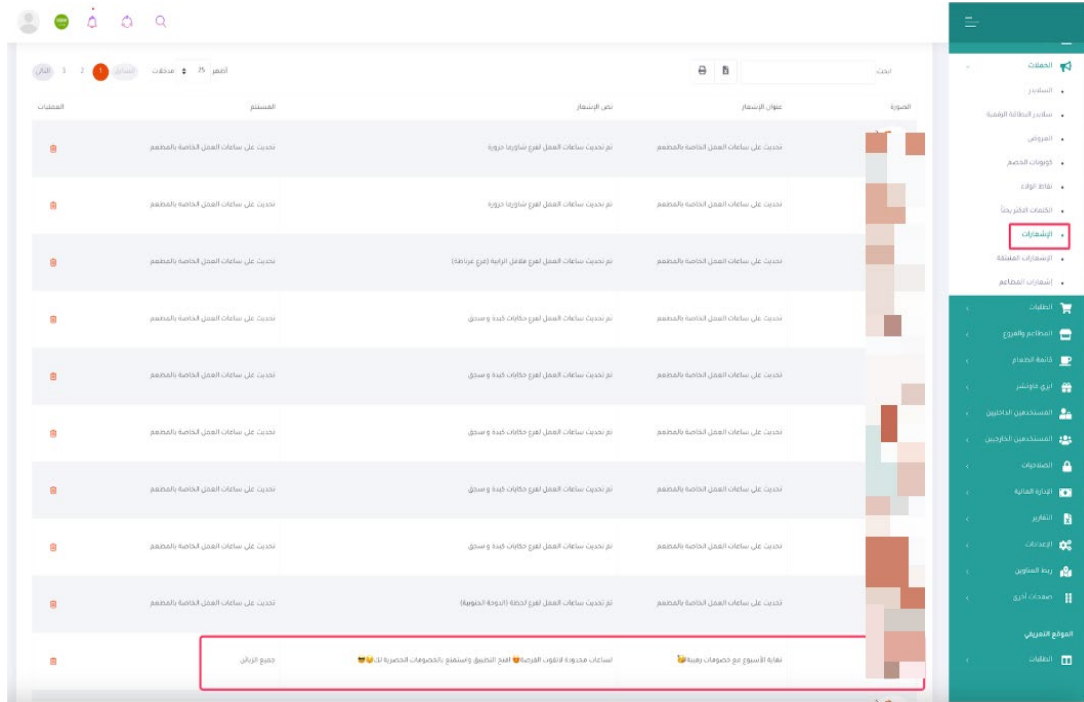 الحملات
السلايدر
سلايدر البطاقة الرقمية
العروض
كوبونات الخصم
نقاط الولاء
الكلمات الاكثر بحثاً
الإشعارات
الإشعارات المنبثقة
إشعارات المطاعم
الطلبات
المطاعم والفروع
قائمة الطعام
ايزي فاوتشر
المستخدمين الداخليين
المستخدمين الخارجيين
الصلاحيات
الإدارة المالية
التقارير
الإعدادات
ربط العناوين
صفحات أخرى
الموقع التعريفي
الطلبات
ابحث
أظهر 25 مدخلات السابق 1 2 3 التالي
الصورة عنوان الإشعار نص الإشعار المستلم العمليات
تحديث على ساعات العمل الخاصة بالمطعم تم تحديث ساعات العمل لفرع شاورما حرورة تحديث على ساعات العمل الخاصة بالمطعم
تحديث على ساعات العمل الخاصة بالمطعم تم تحديث ساعات العمل لفرع شاورما حرورة تحديث على ساعات العمل الخاصة بالمطعم
تحديث على ساعات العمل الخاصة بالمطعم تم تحديث ساعات العمل لفرع فلافل الرابية (فرع غرناطة) تحديث على ساعات العمل الخاصة بالمطعم
تحديث على ساعات العمل الخاصة بالمطعم تم تحديث ساعات العمل لفرع حكايات كبدة و سجق تحديث على ساعات العمل الخاصة بالمطعم
تحديث على ساعات العمل الخاصة بالمطعم تم تحديث ساعات العمل لفرع حكايات كبدة و سجق تحديث على ساعات العمل الخاصة بالمطعم
تحديث على ساعات العمل الخاصة بالمطعم تم تحديث ساعات العمل لفرع حكايات كبدة و سجق تحديث على ساعات العمل الخاصة بالمطعم
تحديث على ساعات العمل الخاصة بالمطعم تم تحديث ساعات العمل لفرع حكايات كبدة و سجق تحديث على ساعات العمل الخاصة بالمطعم
تحديث على ساعات العمل الخاصة بالمطعم تم تحديث ساعات العمل لفرع حكايات كبدة و سجق تحديث على ساعات العمل الخاصة بالمطعم
تحديث على ساعات العمل الخاصة بالمطعم تم تحديث ساعات العمل لفرع لحظة (الدوحة الجنوبية) تحديث على ساعات العمل الخاصة بالمطعم
نهاية الأسبوع مع خصومات رهيبة لساعات محدودة لاتفوت الفرصة افتح التطبيق واستمتع بالخصومات الحصرية لك جميع الزبائن